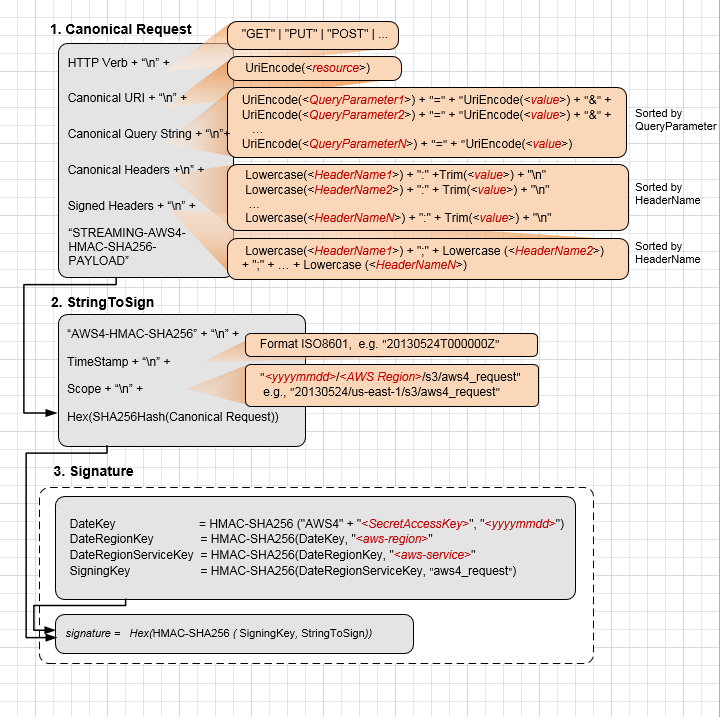 1. Canonical Request
"GET" | "PUT" | "POST" | ...
HTTP Verb + “\n” +
UriEncode(<resource>)
Canonical URI + “\n” +
UriEncode(<QueryParameter1>) + "=" + "UriEncode(<value>) + "&" +
UriEncode(<QueryParameter2>) + "=" + "UriEncode(<value>) + "&" +
...
UriEncode(<QueryParameterN>) + "=" + "UriEncode(<value>)
Sorted by
QueryParameter
Canonical Query String + “\n”+
Canonical Headers +\n” +
Lowercase(<HeaderName1>) + ":" +Trim(<value>) + "\n"
Lowercase(<HeaderName2>) + ":" + Trim(<value>) + "\n"
...
Lowercase(<HeaderNameN>) + ":" + Trim(<value>) + "\n"
Sorted by
HeaderName
Signed Headers + “\n” +
“STREAMING-AWS4-
HMAC-SHA256-
PAYLOAD”
Lowercase(<HeaderName1>) + ";" + Lowercase (<HeaderName2>)
+ ";" + ... + Lowercase (<HeaderNameN>)
Sorted by
HeaderName
2. StringToSign
“AWS4-HMAC-SHA256” + “\n” +
Format ISO8601, e.g. "20130524T000000Z"
TimeStamp + “\n” +
"<yyyymmdd>/<AWS Region>/s3/aws4_request"
e.g., "20130524/us-east-1/s3/aws4_request"
Scope + “\n” +
Hex(SHA256Hash(Canonical Request))
3. Signature
DateKey = HMAC-SHA256 ("AWS4" + "<SecretAccessKey>", "<yyyymmdd>")
DateRegionKey = HMAC-SHA256(DateKey, "<aws-region>"
DateRegionServiceKey = HMAC-SHA256(DateRegionKey, "<aws-service>"
SigningKey = HMAC-SHA256(DateRegionServiceKey, "aws4_request")
signature = Hex(HMAC-SHA256 ( SigningKey, StringToSign))